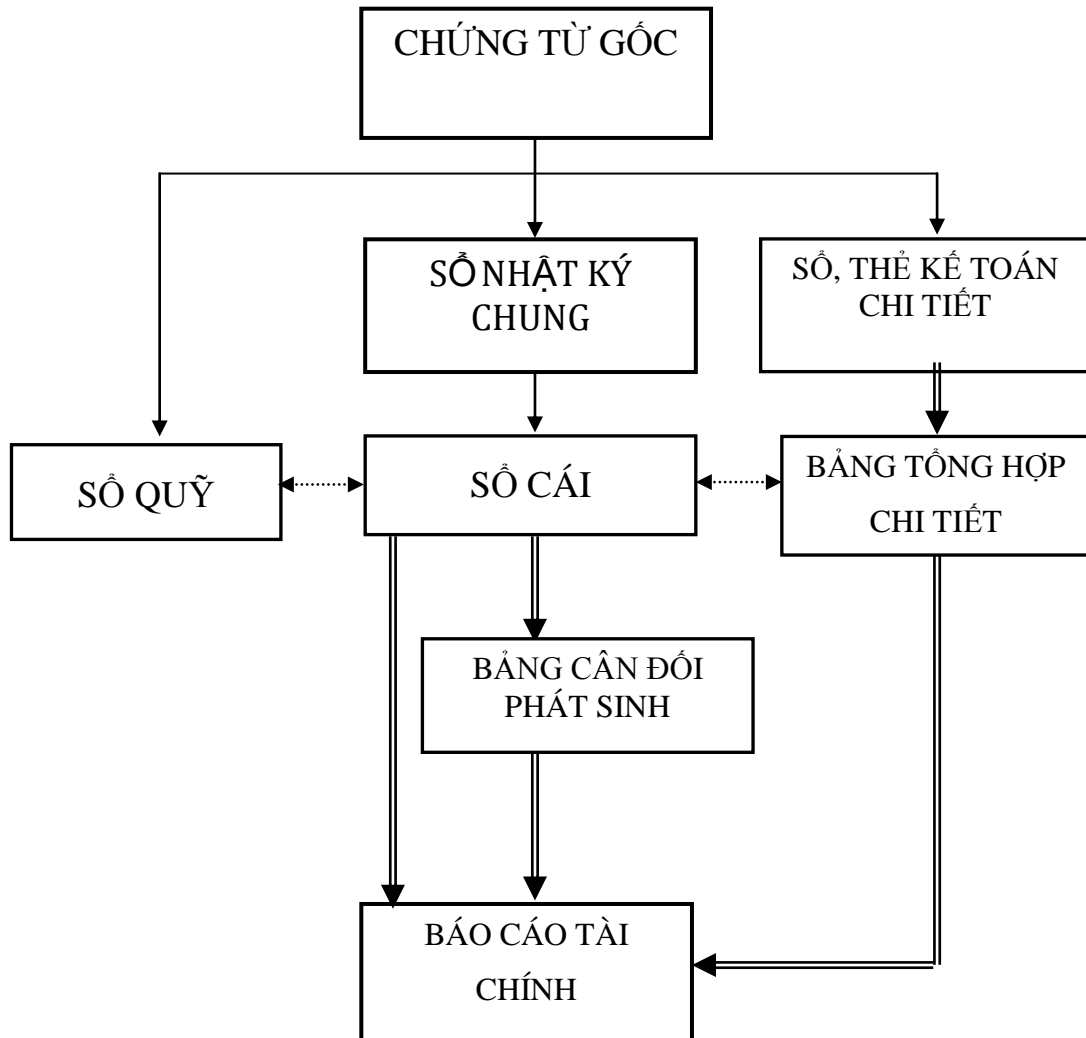 CHỨNG TỪ GỐC
SỔ NHẬT KÝ
CHUNG
SỔ, THẺ KẾ TOÁN
CHI TIẾT
SỔ QUỸ
SỔ CÁI
BẢNG TỔNG HỢP
CHI TIẾT
BẢNG CÂN ĐỐI
PHÁT SINH
BÁO CÁO TÀI
CHÍNH